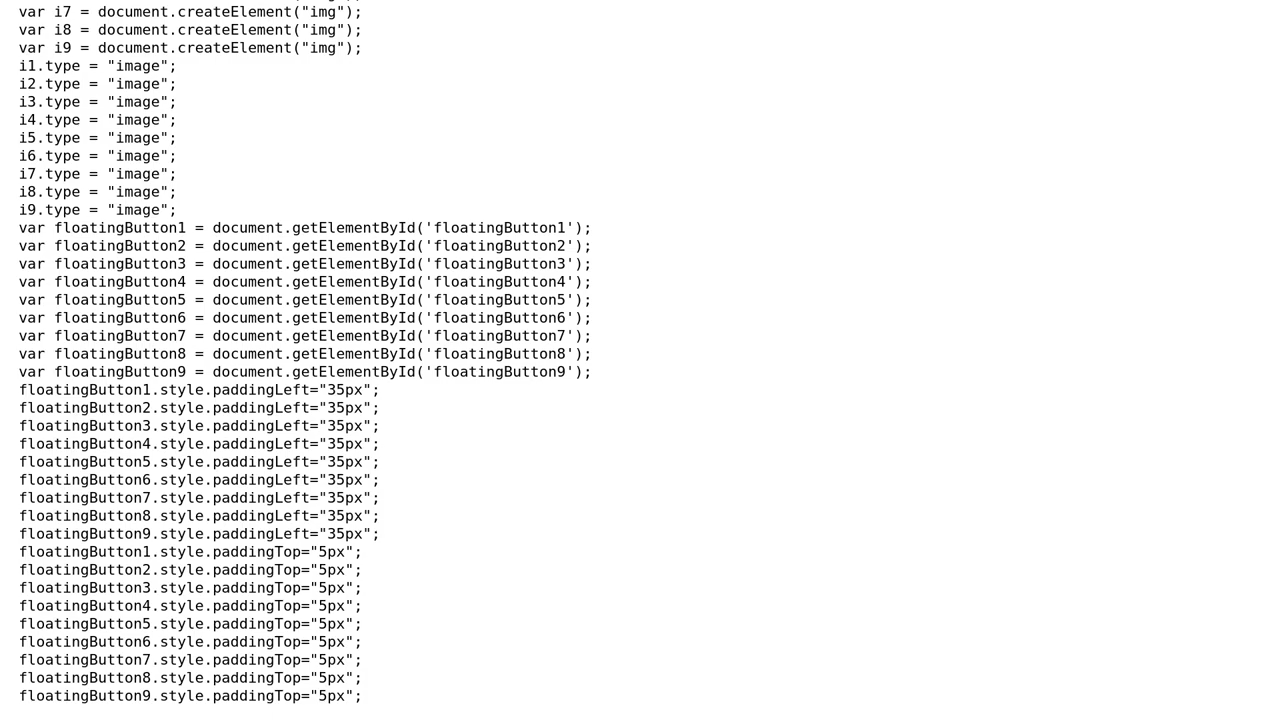 var i7 = document.createElement("img");
var i8 = document.createElement("img");
var i9 = document.createElement("img");
i1.type = "image";
i2.type = "image";
i3.type = "image";
i4.type = "image";
i5.type = "image";
i6.type = "image";
i7.type = "image";
i8.type = "image";
i9.type = "image";
var floatingButton1 = document.getElementById('floatingButton1');
var floatingButton2 = document.getElementById('floatingButton2');
var floatingButton3 = document.getElementById('floatingButton3');
var floatingButton4 = document.getElementById('floatingButton4');
var floatingButton5 = document.getElementById('floatingButton5');
var floatingButton6 = document.getElementById('floatingButton6');
var floatingButton7 = document.getElementById('floatingButton7');
var floatingButton8 = document.getElementById('floatingButton8');
var floatingButton9 = document.getElementById('floatingButton9');
floatingButton1.style.paddingLeft="35px";
floatingButton2.style.paddingLeft="35px";
floatingButton3.style.paddingLeft="35px";
floatingButton4.style.paddingLeft="35px";
floatingButton5.style.paddingLeft="35px";
floatingButton6.style.paddingLeft="35px";
floatingButton7.style.paddingLeft="35px";
floatingButton8.style.paddingLeft="35px";
floatingButton9.style.paddingLeft="35px";
floatingButton1.style.paddingTop="5px";
floatingButton2.style.paddingTop="5px";
floatingButton3.style.paddingTop="5px";
floatingButton4.style.paddingTop="5px";
floatingButton5.style.paddingTop="5px";
floatingButton6.style.paddingTop="5px";
floatingButton7.style.paddingTop="5px";
floatingButton8.style.paddingTop="5px";
floatingButton9.style.paddingTop="5px";